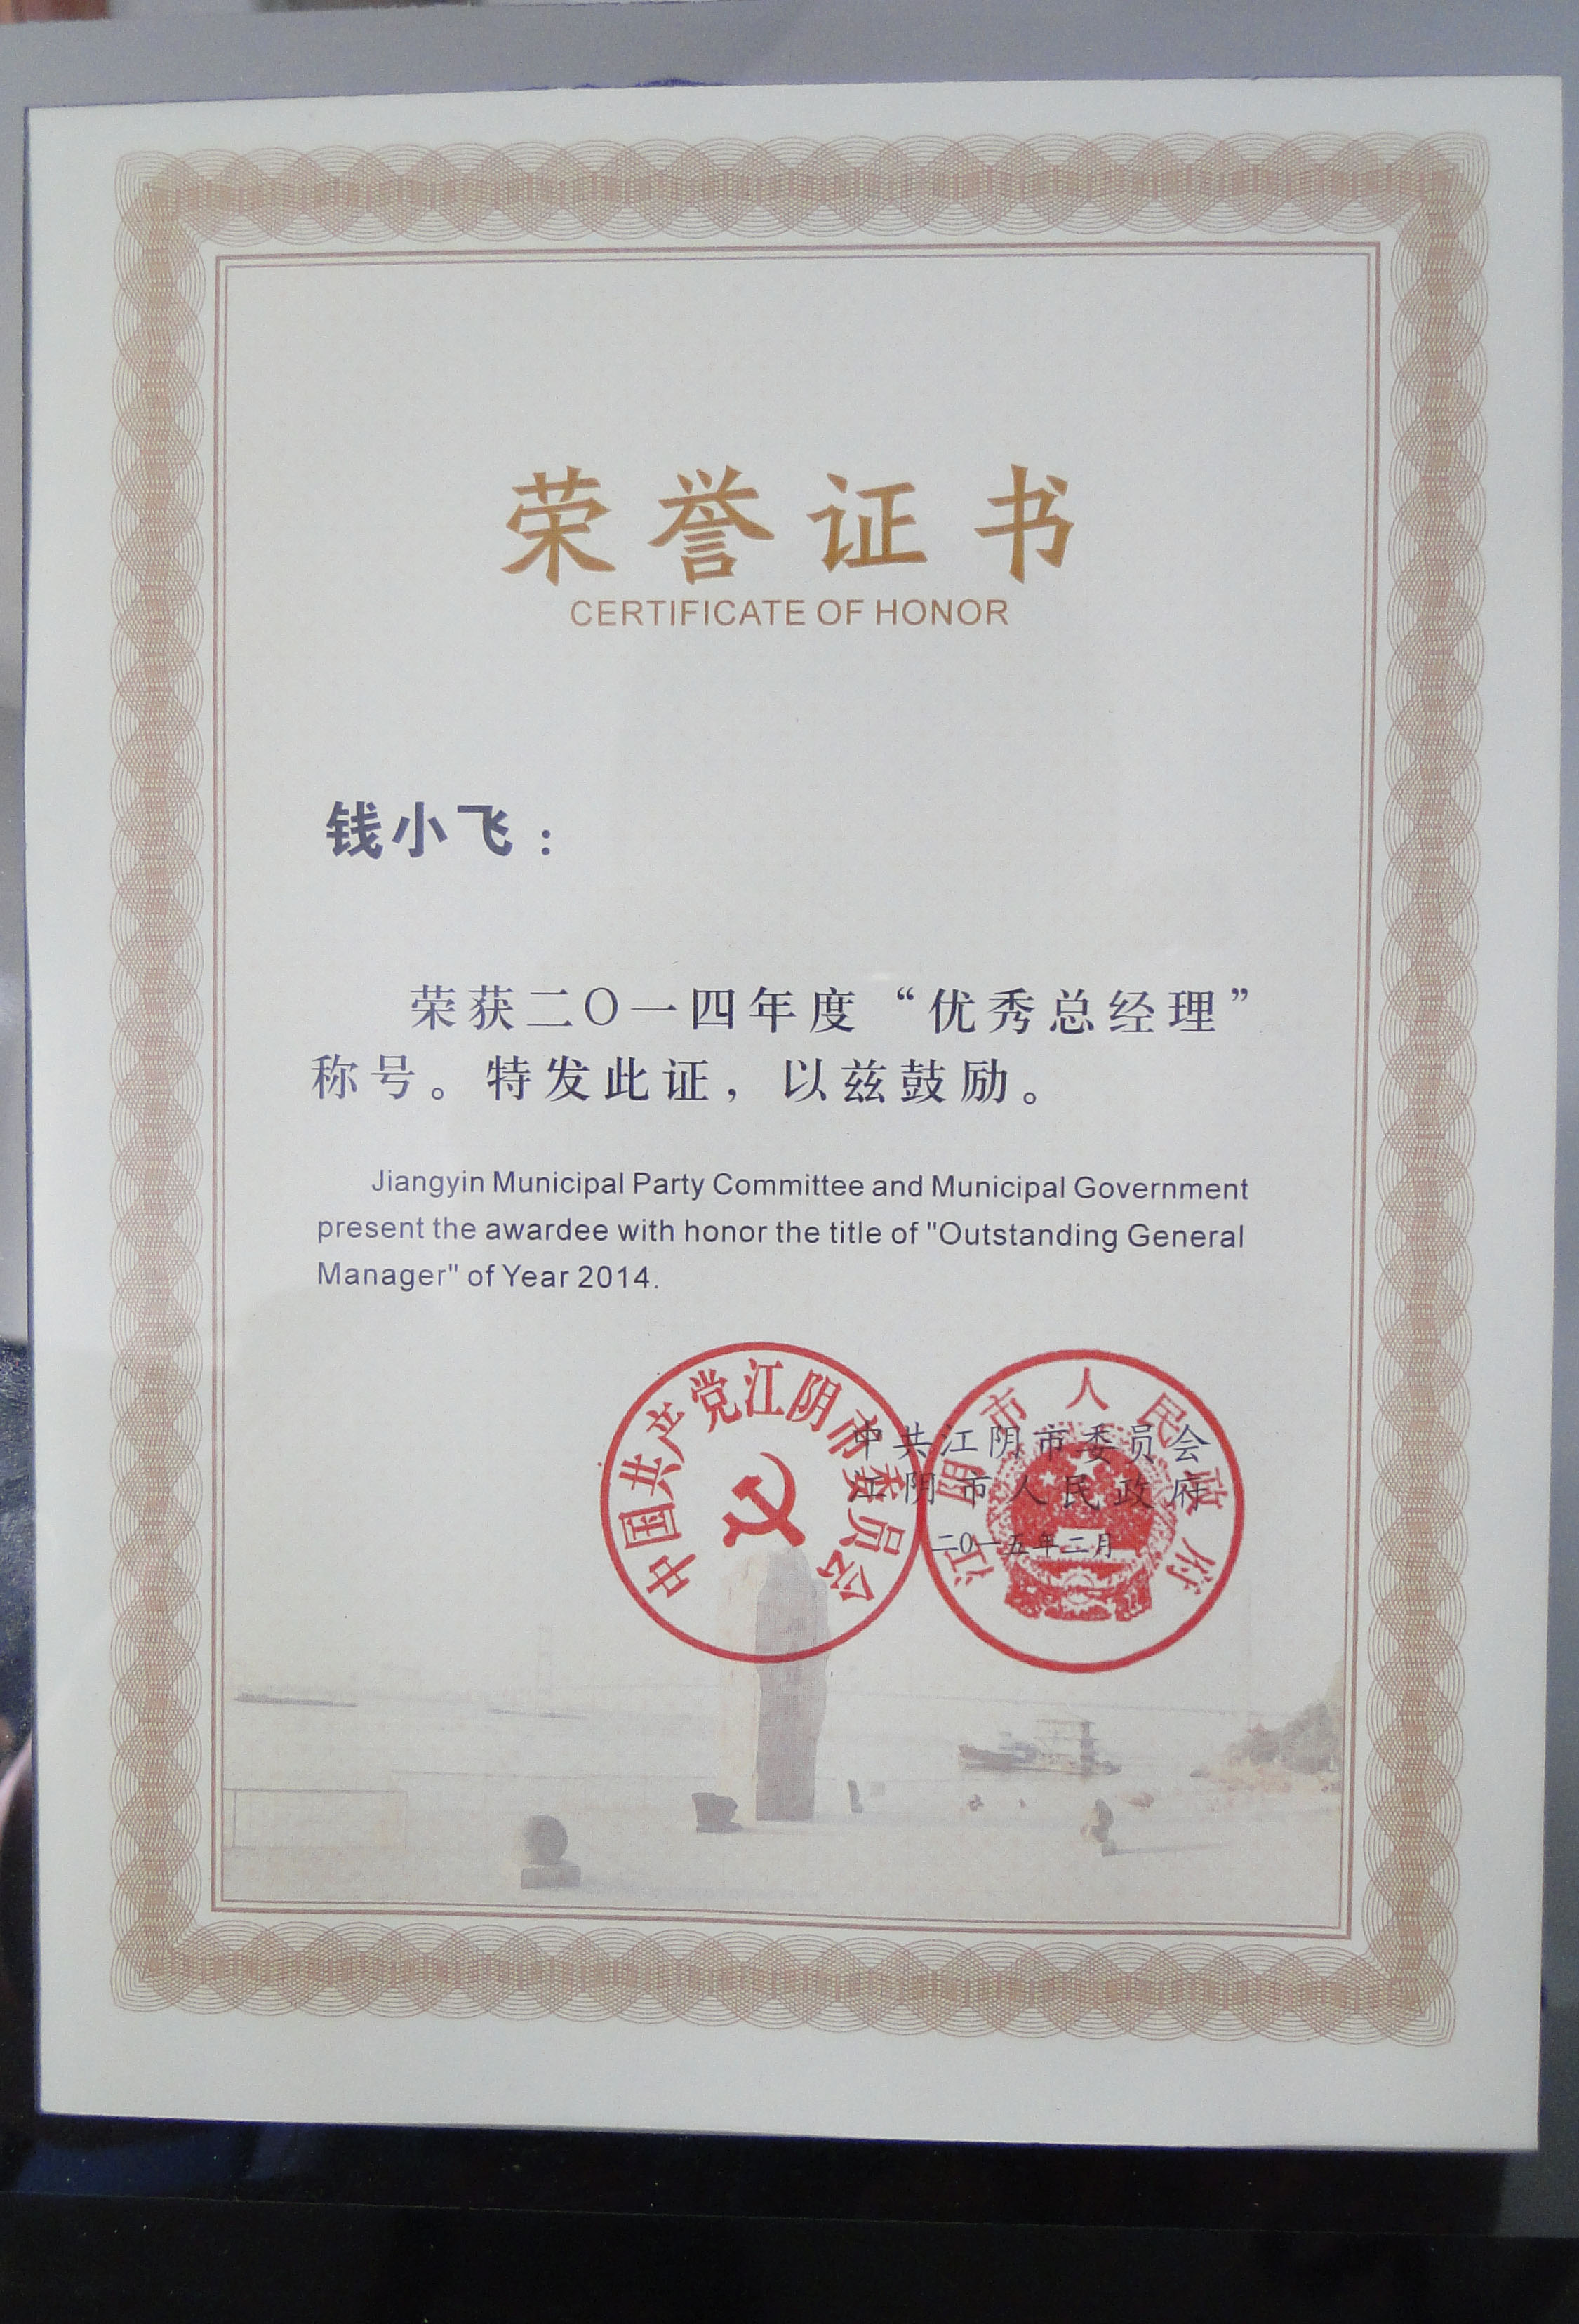 荣誉证书
CERTIFICATE OF HONOR
钱小飞：
荣获二〇一四年度“优秀总经理”
称号。特发此证，以兹鼓励。
Jiangyin Municipal Party Committee and Municipal Government
present the awardee with honor the title of "Outstanding General
Manager" of Year 2014.
中国共产党江阴市委员会
江阴市人民政府
中共江阴市委员会
江阴市人民政府
二〇一五年二月